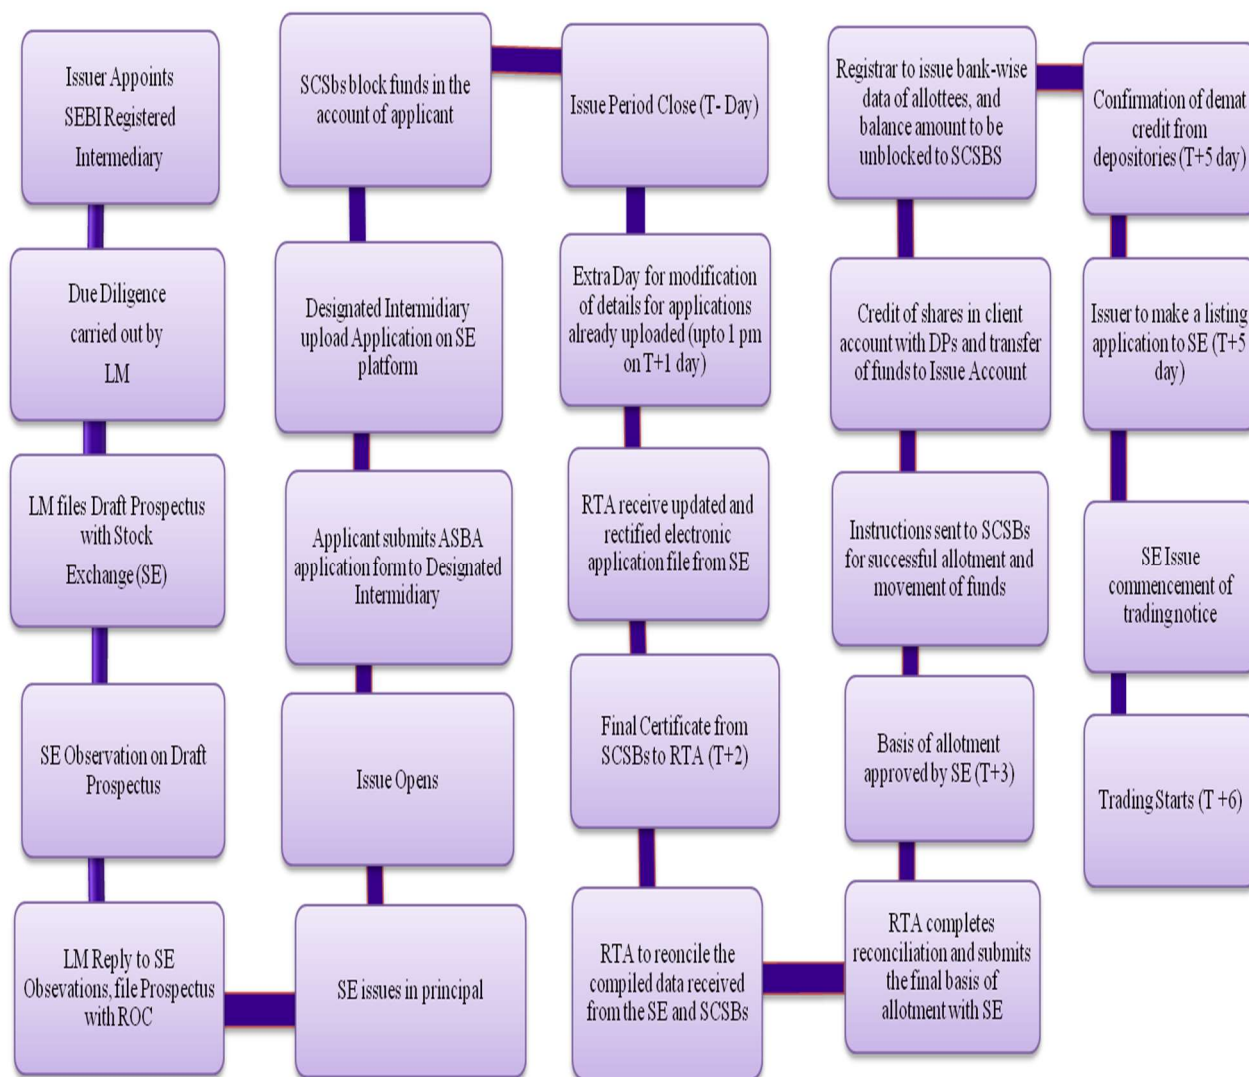 Issuer Appoints
SEBI Registered
Intermediary
Due Diligence
carried out by
LM
LM files Draft Prospectus
with Stock
Exchange (SE)
SE Observation on Draft
Prospectus
LM Reply to SE
Obsevations, file Prospectus
with ROC
SE issues in principal
Issue Opens
Applicant submits ASBA
application form to Designated
Intermidiary
Designated Intermidiary
upload Application on SE
platform
SCSbs block funds in the
account of applicant
Issue Period Close (T- Day)
Extra Day for modification
of details for applications
already uploaded (upto 1 pm
on T+1 day)
RTA receive updated and
rectified electronic
application file from SE
Final Certificate from
SCSBs to RTA (T+2)
RTA to reconcile the
compiled data received
from the SE and SCSBs
RTA completes
reconciliation and submits
the final basis of
allotment with SE
Basis of allotment
approved by SE (T+3)
Instructions sent to SCSBs
for successful allotment and
movement of funds
Credit of shares in client
account with DPs and transfer
of funds to Issue Account
Registrar to issue bank-wise
data of allottees, and
balance amount to be
unblocked to SCSBS
Confirmation of demat
credit from
depositories (T+5 day)
Issuer to make a listing
application to SE (T+5
day)
SE Issue
commencement of
trading notice
Trading Starts (T +6)